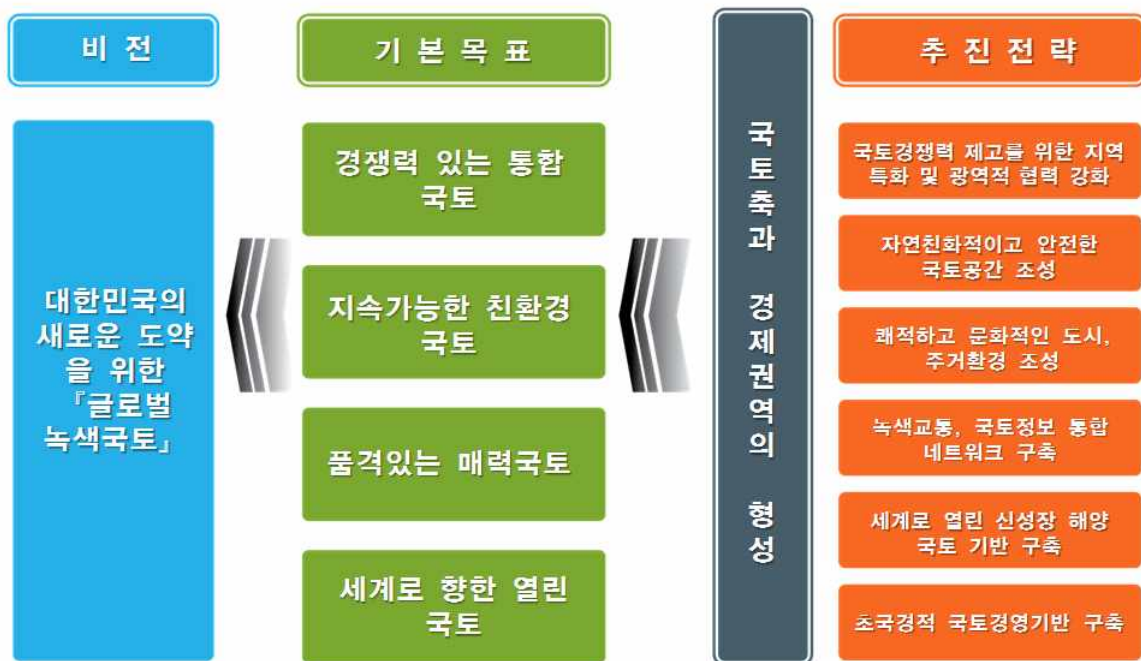 비 전
대한민국의
새로운 도약
을 위한
『글로벌
녹색국토』
기 본 목 표
경쟁력 있는 통합
국토
지속가능한 친환경
국토
품격있는 매력국토
세계로 향한 열린
국토
국토축과 경제권역의 형성
추 진 전 략
국토경쟁력 제고를 위한 지역
특화 및 광역적 협력 강화
자연친화적이고 안전한
국토공간 조성
쾌적하고 문화적인 도시,
주거환경 조성
녹색교통, 국토정보 통합
네트워크 구축
세계로 열린 신성장 해양
국토 기반 구축
초국경적 국토경영기반 구축